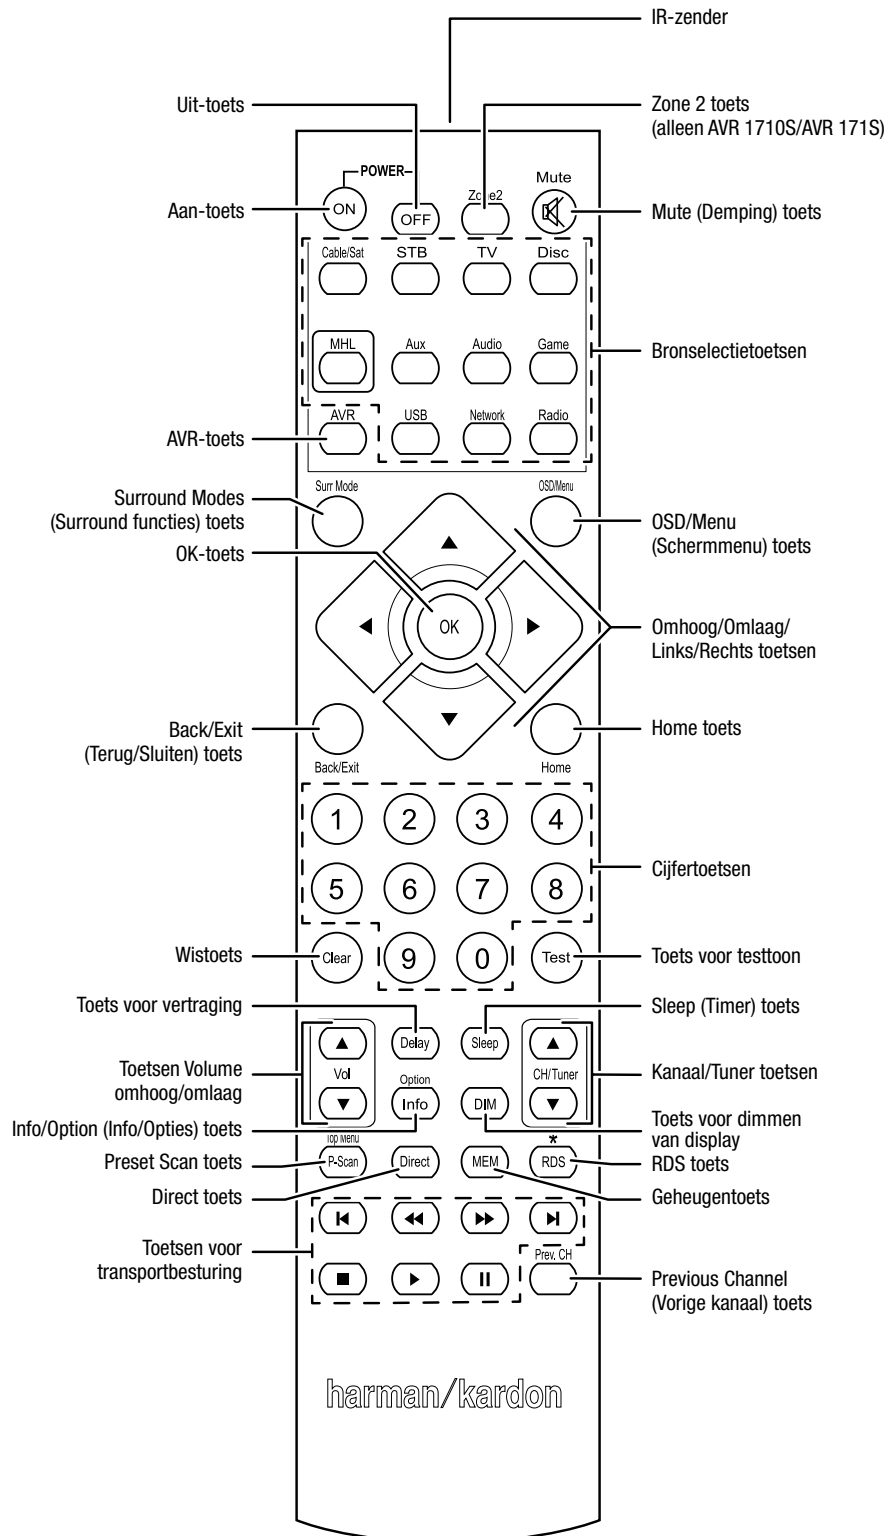 IR-zender
Uit-toets
Zone 2 toets
(alleen AVR 1710S/AVR 171S)
POWER
Mute
Aan-toets
ON
OFF
Zone2
Mute (Demping) toets
Cable/Sat
STB
TV
Disc
MHL
Aux
Audio
Game
Bronselectietoetsen
AVR
USB
Network
Radio
AVR-toets
Surr Mode
OSD/Menu
Surround Modes
(Surround functies) toets
OSD/Menu
(Schermmenu) toets
OK-toets
OK
Omhoog/Omlaag/
Links/Rechts toetsen
Back/Exit
(Terug/Sluiten) toets
Home toets
Back/Exit
Home
1
2
3
4
Cijfertoetsen
5
6
7
8
Wistoets
Clear
9
0
Test
Toets voor testtoon
Toets voor vertraging
Sleep (Timer) toets
Delay
Sleep
Toetsen Volume
omhoog/omlaag
Vol
CH/Tuner
Kanaal/Tuner toetsen
Option
Info
DIM
Info/Option (Info/Opties) toets
Toets voor dimmen
van display
Top Menu
*
Preset Scan toets
P-Scan
Direct
MEM
RDS
RDS toets
Direct toets
Geheugentoets
Toetsen voor
transportbesturing
Prev. CH
Previous Channel
(Vorige kanaal) toets
harman/kardon